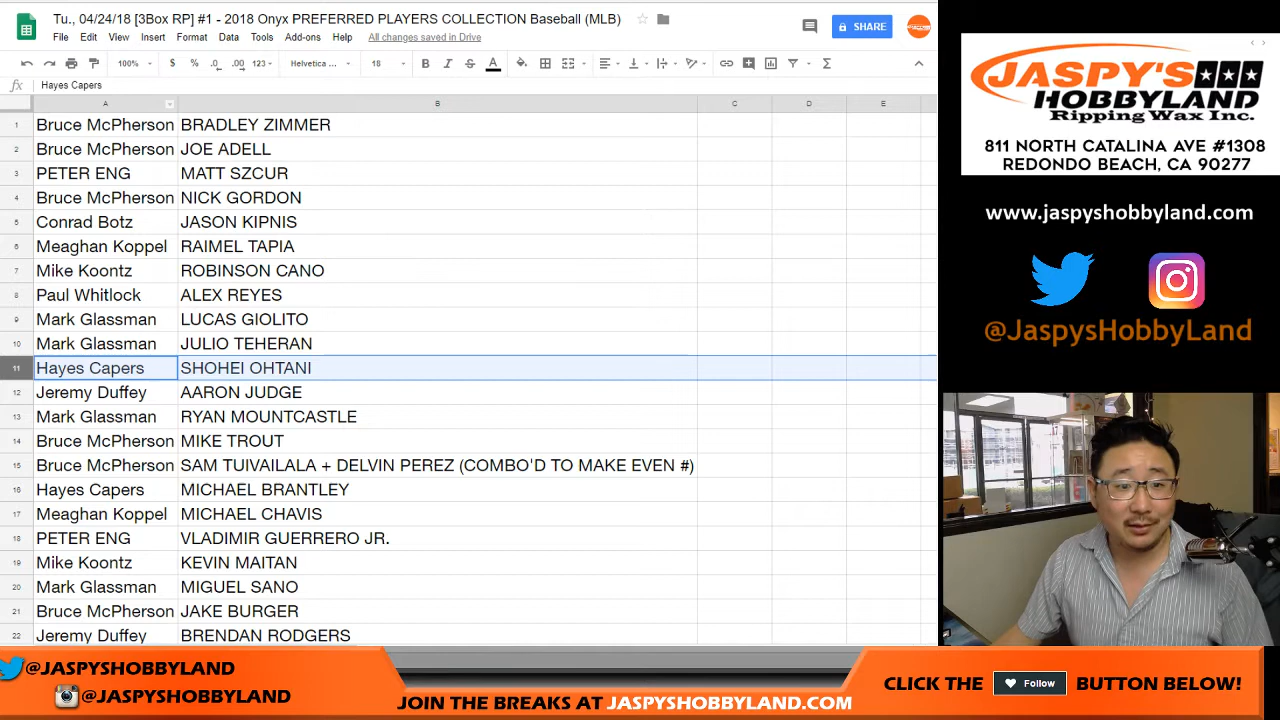 Tu., 04/24/18 [3Box RP] #1 - 2018 Onyx PREFERRED PLAYERS COLLECTION Baseball (MLB)
File Edit View Insert Format Data Tools Add-ons Help All changes saved in Drive
SHARE
100% $ % .0 .00 123 Helvetica ... 18 B I S A
fx Hayes Capers
A B C D E
1 Bruce McPherson BRADLEY ZIMMER
2 Bruce McPherson JOE ADELL
3 PETER ENG MATT SZCUR
4 Bruce McPherson NICK GORDON
5 Conrad Botz JASON KIPNIS
6 Meaghan Koppel RAIMEL TAPIA
7 Mike Koontz ROBINSON CANO
8 Paul Whitlock ALEX REYES
9 Mark Glassman LUCAS GIOLITO
10 Mark Glassman JULIO TEHERAN
11 Hayes Capers SHOHEI OHTANI
12 Jeremy Duffey AARON JUDGE
13 Mark Glassman RYAN MOUNTCASTLE
14 Bruce McPherson MIKE TROUT
15 Bruce McPherson SAM TUIVAILALA + DELVIN PEREZ (COMBO'D TO MAKE EVEN #)
16 Hayes Capers MICHAEL BRANTLEY
17 Meaghan Koppel MICHAEL CHAVIS
18 PETER ENG VLADIMIR GUERRERO JR.
19 Mike Koontz KEVIN MAITAN
20 Mark Glassman MIGUEL SANO
21 Bruce McPherson JAKE BURGER
22 Jeremy Duffey BRENDAN RODGERS
JASPY'S
HOBBYLAND
Ripping Wax Inc.
811 NORTH CATALINA AVE #1308
REDONDO BEACH, CA 90277
www.jaspyshobbyland.com
@JaspysHobbyLand
@JASPYSHOBBYLAND
@JASPYSHOBBYLAND
JOIN THE BREAKS AT JASPYSHOBBYLAND.COM
CLICK THE Follow BUTTON BELOW!